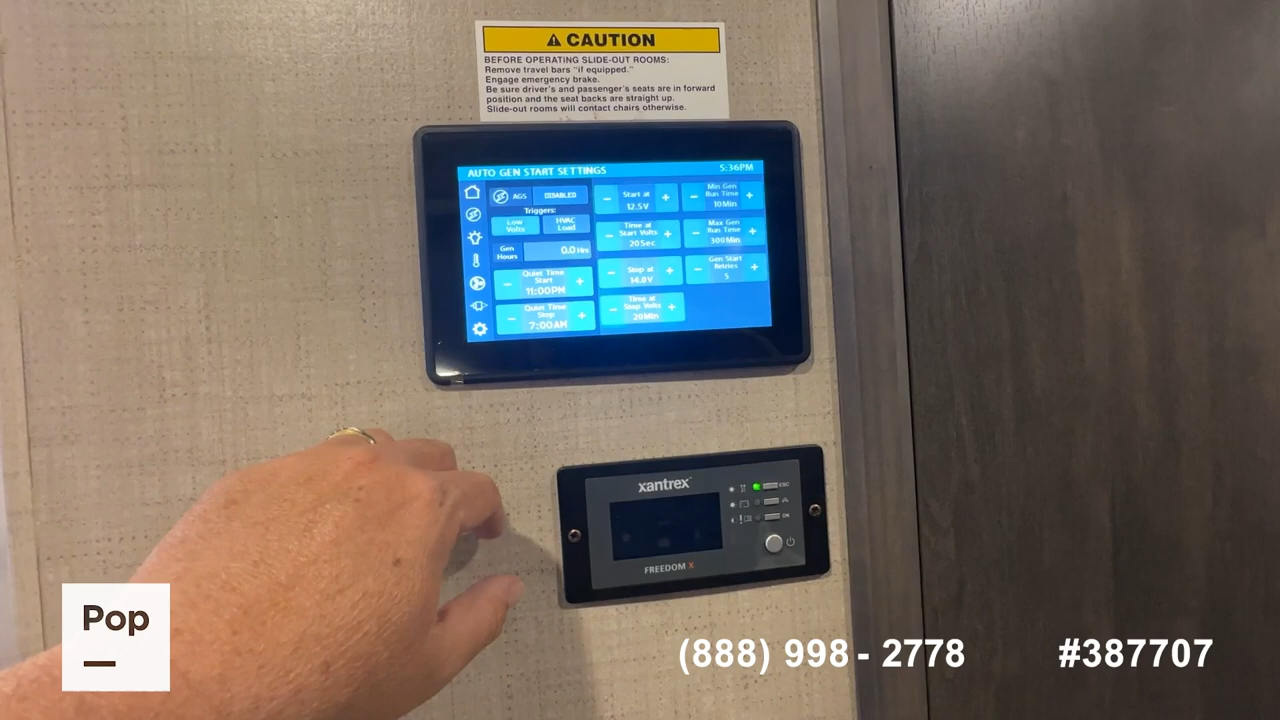 CAUTION
BEFORE OPERATING SLIDE-OUT ROOMS:
Remove travel bars "if equipped."
Engage emergency brake.
Be sure driver's and passenger's seats are in forward
position and the seat backs are straight up.
Slide-out rooms will contact chairs otherwise.
AUTO GEN START SETTINGS
5:36PM
AGS
DISABLED
Triggers:
Low
Volts
HVAC
Load
Gen
Hours
0.0 Hrs
- Quiet Time
Start +
11:00PM
- Quiet Time
Stop +
7:00AM
- Start at +
12.5V
- Time at
Start Volts +
20Sec
- Stop at +
14.0V
- Time at
Stop Volts +
20Min
- Min Gen
Run Time +
10Min
- Max Gen
Run Time +
300Min
- Gen Start
Retries +
5
xantrex
ESC
OK
FREEDOM X
Pop
(888) 998 - 2778
#387707